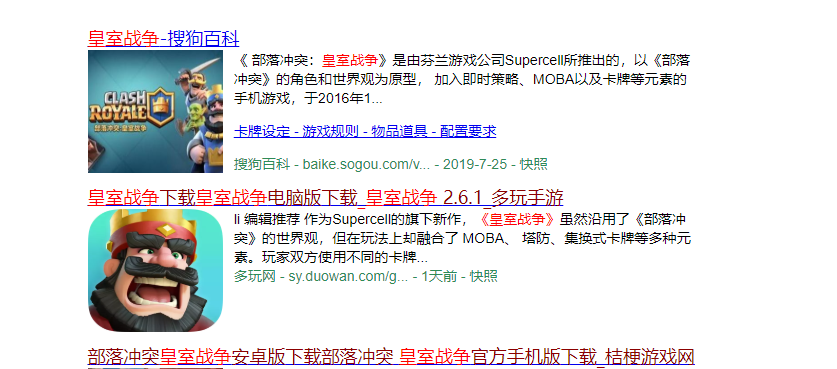 皇室战争-搜狗百科
CLASH
ROYALE
部落冲突:皇室战争
《 部落冲突：皇室战争》是由芬兰游戏公司Supercell所推出的，以《部落
冲突》的角色和世界观为原型， 加入即时策略、MOBA以及卡牌等元素的
手机游戏，于2016年1...
卡牌设定 - 游戏规则 - 物品道具 - 配置要求
搜狗百科 - baike.sogou.com/v... - 2019-7-25 - 快照
皇室战争下载皇室战争电脑版下载_皇室战争 2.6.1_多玩手游
li 编辑推荐 作为Supercell的旗下新作，《皇室战争》虽然沿用了《部落冲
突》的世界观，但在玩法上却融合了 MOBA、 塔防、集换式卡牌等多种元
素。玩家双方使用不同的卡牌...
多玩网 - sy.duowan.com/g... - 1天前 - 快照
部落冲突皇室战争安卓版下载部落冲突 皇室战争官方手机版下载_桔梗游戏网